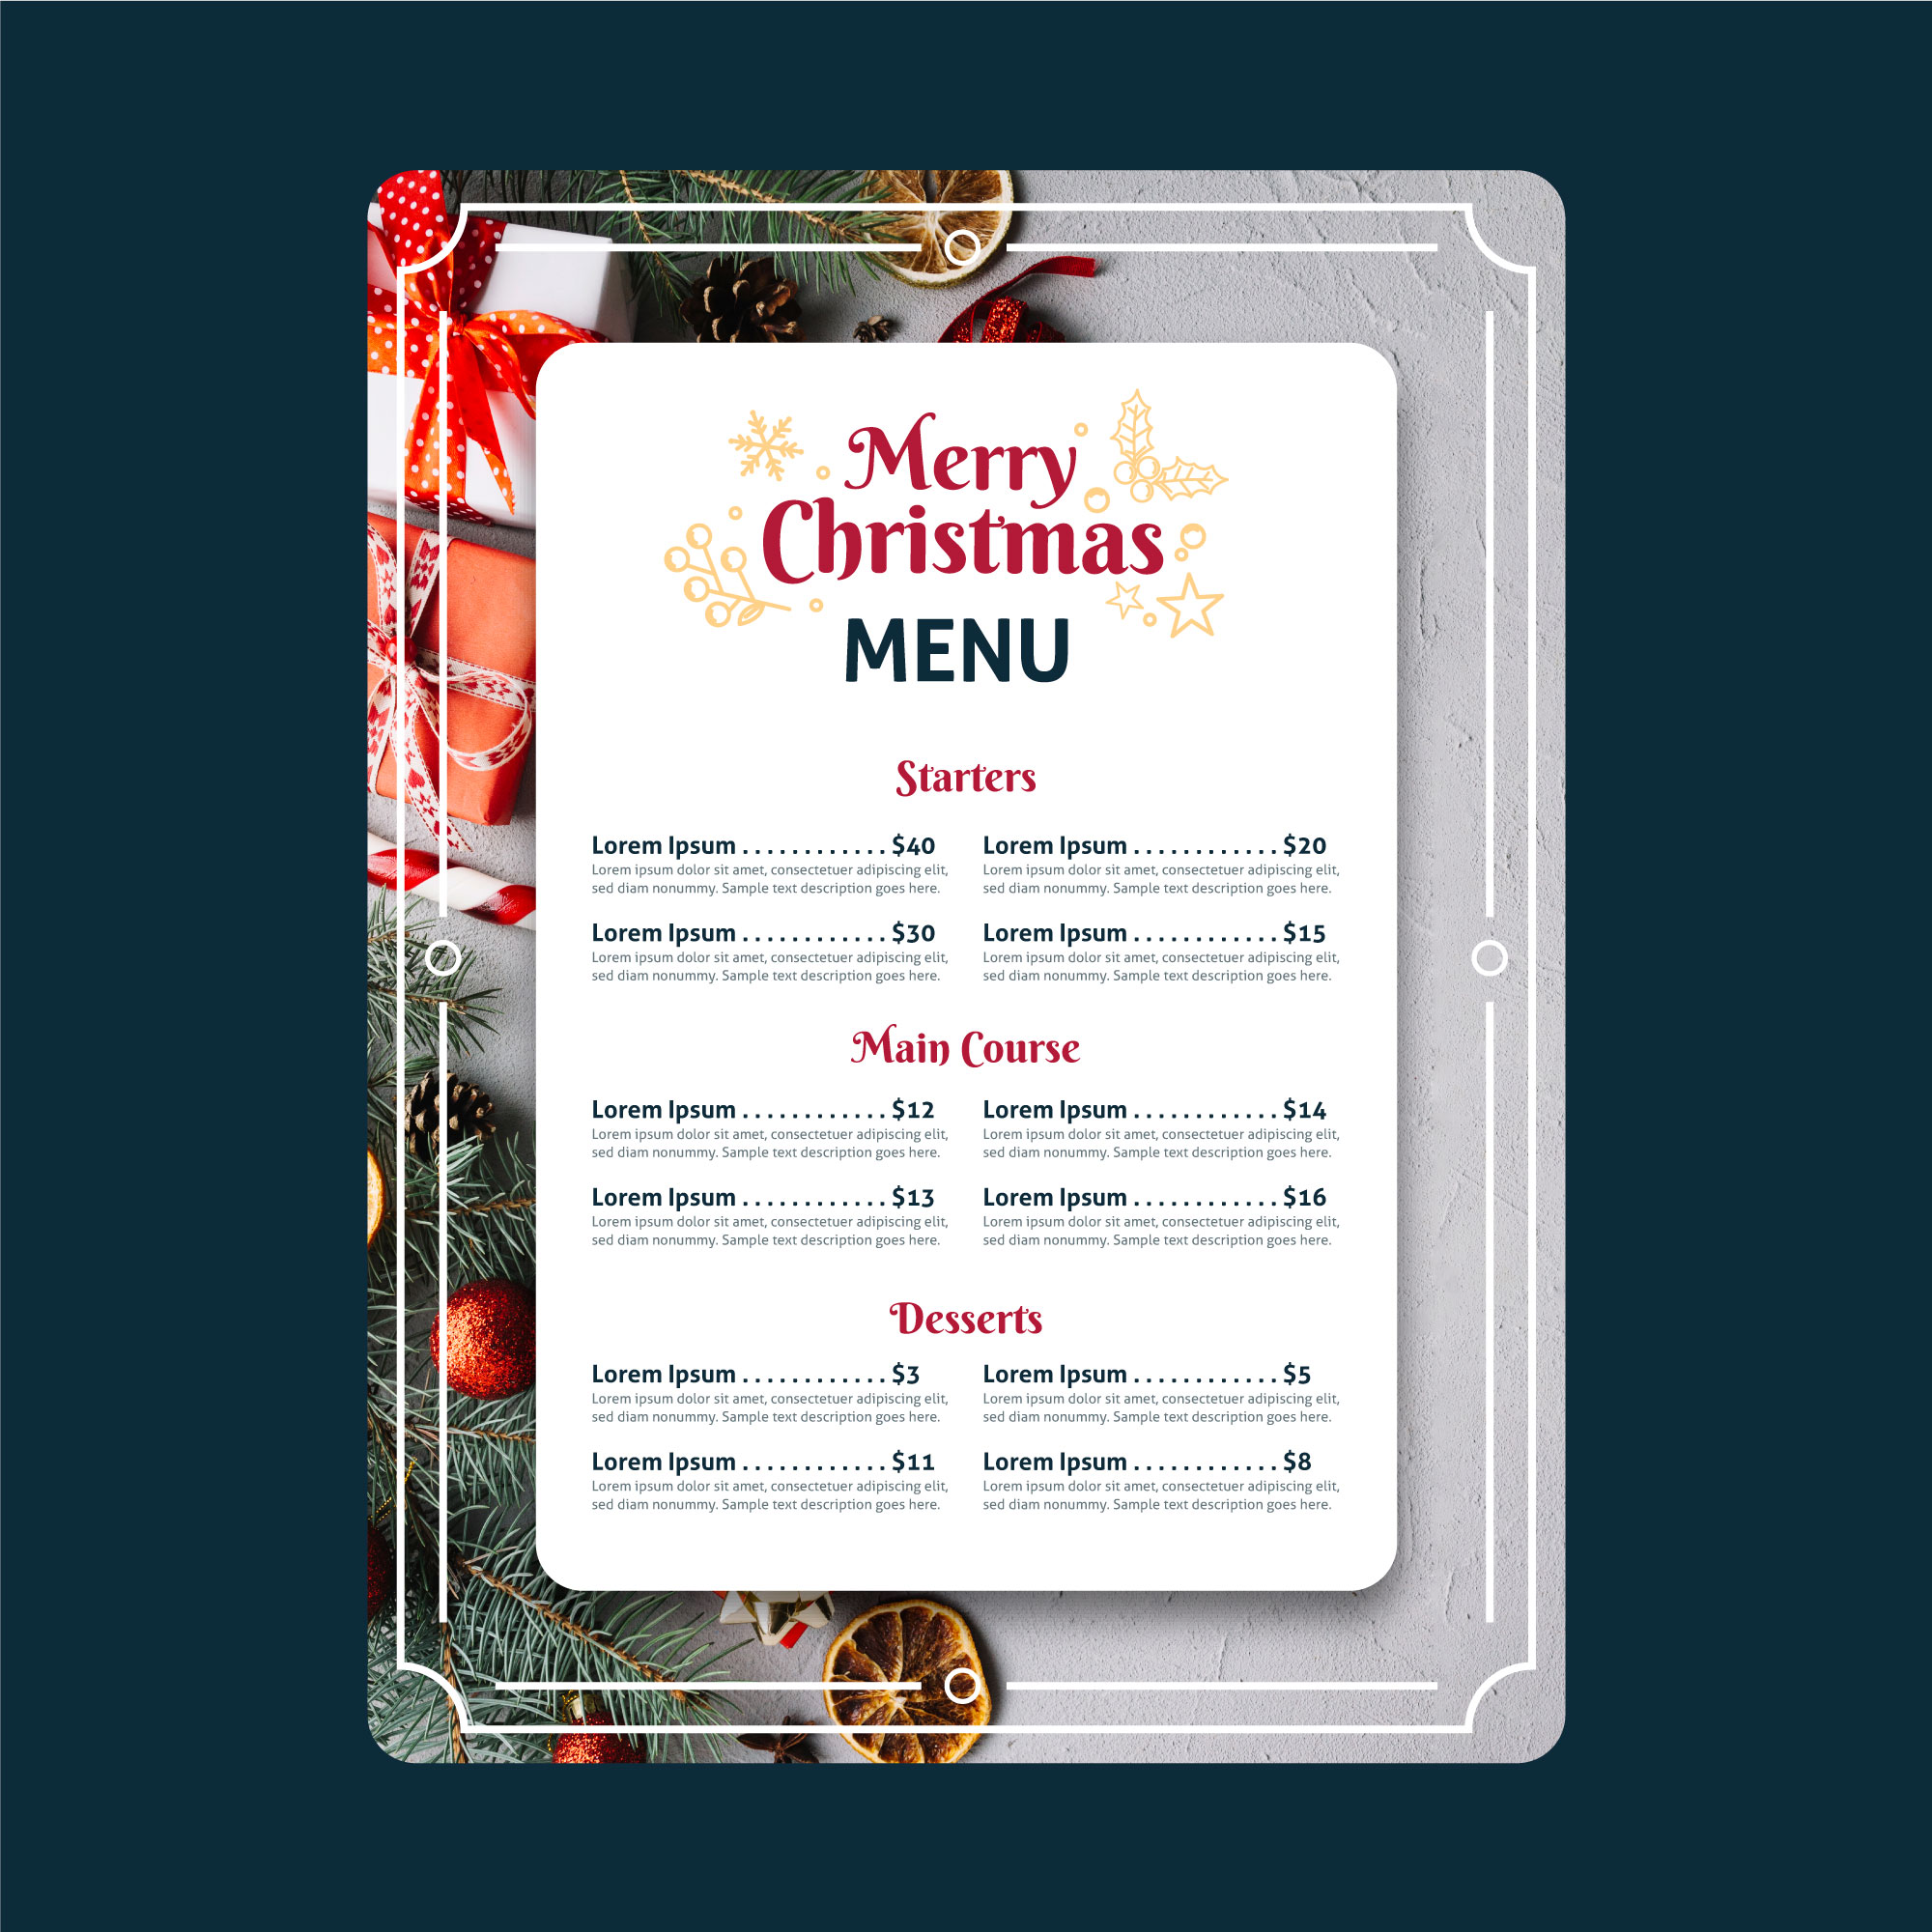 Merry
Christmas
MENU
Starters
Lorem Ipsum . . . . . . . . . . . . $40
Lorem ipsum dolor sit amet, consectetuer adipiscing elit,
sed diam nonummy. Sample text description goes here.
Lorem Ipsum . . . . . . . . . . . . $20
Lorem ipsum dolor sit amet, consectetuer adipiscing elit,
sed diam nonummy. Sample text description goes here.
Lorem Ipsum . . . . . . . . . . . . $30
Lorem ipsum dolor sit amet, consectetuer adipiscing elit,
sed diam nonummy. Sample text description goes here.
Lorem Ipsum . . . . . . . . . . . . $15
Lorem ipsum dolor sit amet, consectetuer adipiscing elit,
sed diam nonummy. Sample text description goes here.
Main Course
Lorem Ipsum . . . . . . . . . . . . $12
Lorem ipsum dolor sit amet, consectetuer adipiscing elit,
sed diam nonummy. Sample text description goes here.
Lorem Ipsum . . . . . . . . . . . . $14
Lorem ipsum dolor sit amet, consectetuer adipiscing elit,
sed diam nonummy. Sample text description goes here.
Lorem Ipsum . . . . . . . . . . . . $13
Lorem ipsum dolor sit amet, consectetuer adipiscing elit,
sed diam nonummy. Sample text description goes here.
Lorem Ipsum . . . . . . . . . . . . $16
Lorem ipsum dolor sit amet, consectetuer adipiscing elit,
sed diam nonummy. Sample text description goes here.
Desserts
Lorem Ipsum . . . . . . . . . . . . $3
Lorem ipsum dolor sit amet, consectetuer adipiscing elit,
sed diam nonummy. Sample text description goes here.
Lorem Ipsum . . . . . . . . . . . . $5
Lorem ipsum dolor sit amet, consectetuer adipiscing elit,
sed diam nonummy. Sample text description goes here.
Lorem Ipsum . . . . . . . . . . . . $11
Lorem ipsum dolor sit amet, consectetuer adipiscing elit,
sed diam nonummy. Sample text description goes here.
Lorem Ipsum . . . . . . . . . . . . $8
Lorem ipsum dolor sit amet, consectetuer adipiscing elit,
sed diam nonummy. Sample text description goes here.